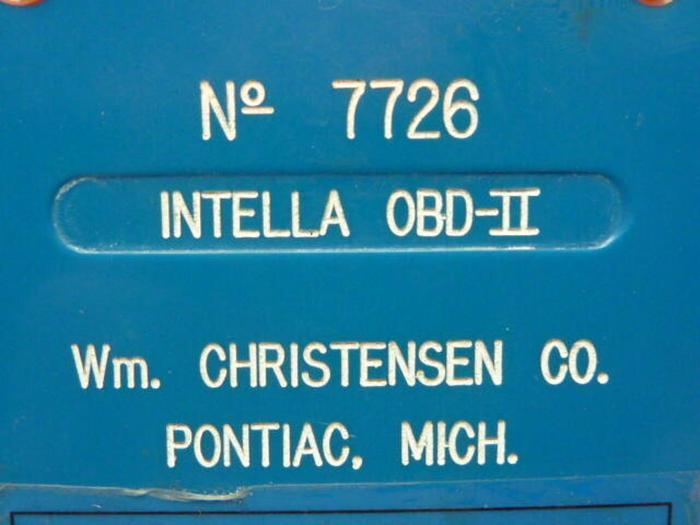 Nº 7726
INTELLA OBD-II
Wm. CHRISTENSEN CO.
PONTIAC, MICH.